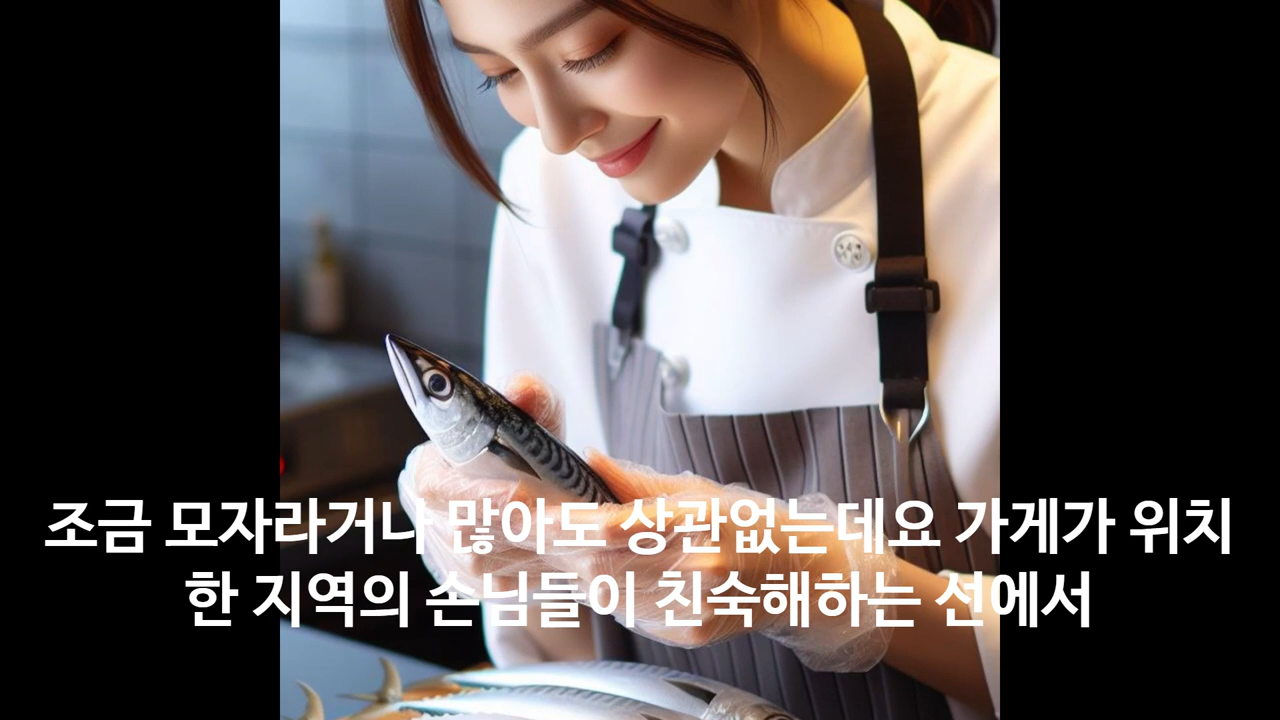 조금 모자라거나 많아도 상관없는데요 가게가 위치
한 지역의 손님들이 친숙해하는 선에서